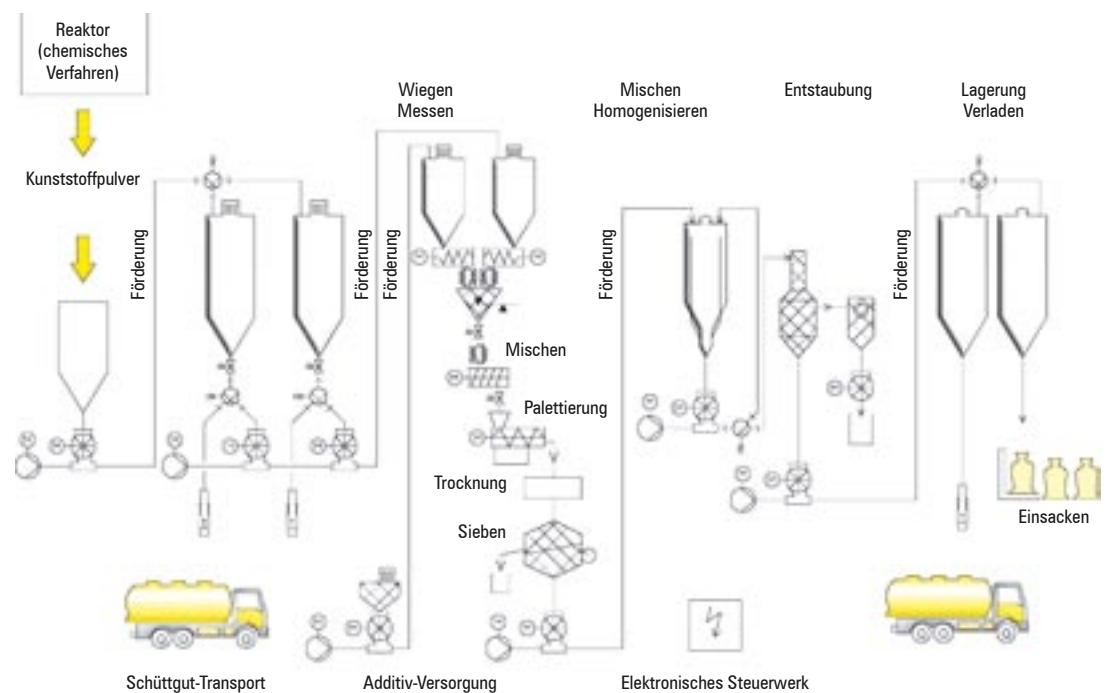 Reaktor
(chemisches
Verfahren)
Kunststoffpulver
Förderung
Förderung
Förderung
Wiegen
Messen
Mischen
Palettierung
Trocknung
Sieben
Förderung
Mischen
Homogenisieren
Entstaubung
Förderung
Lagerung
Verladen
Einsacken
Schüttgut-Transport
Additiv-Versorgung
Elektronisches Steuerwerk